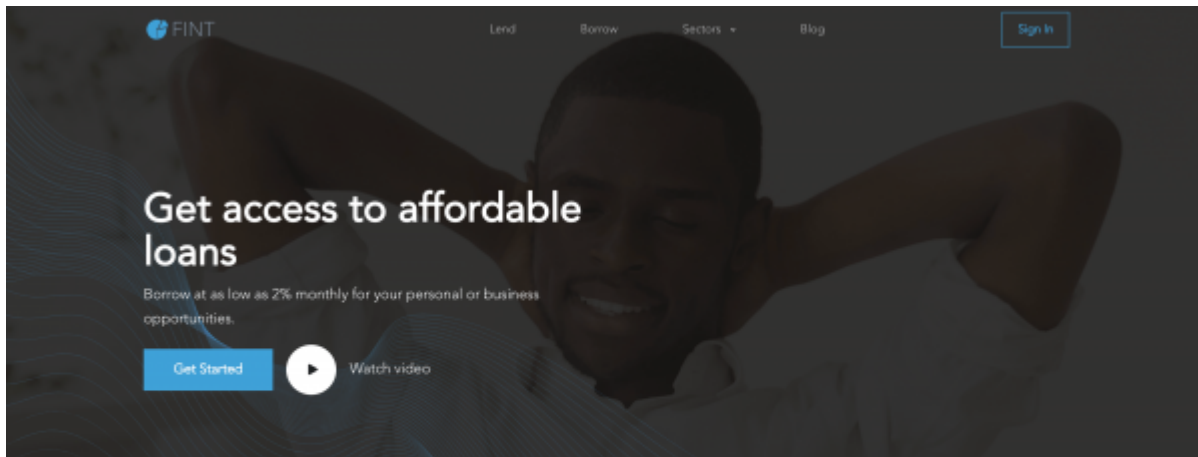 FINT
Lend
Borrow
Sectors
Blog
Sign In
Get access to affordable
loans
Borrow at as low as 2% monthly for your personal or business
opportunities.
Get Started
Watch video